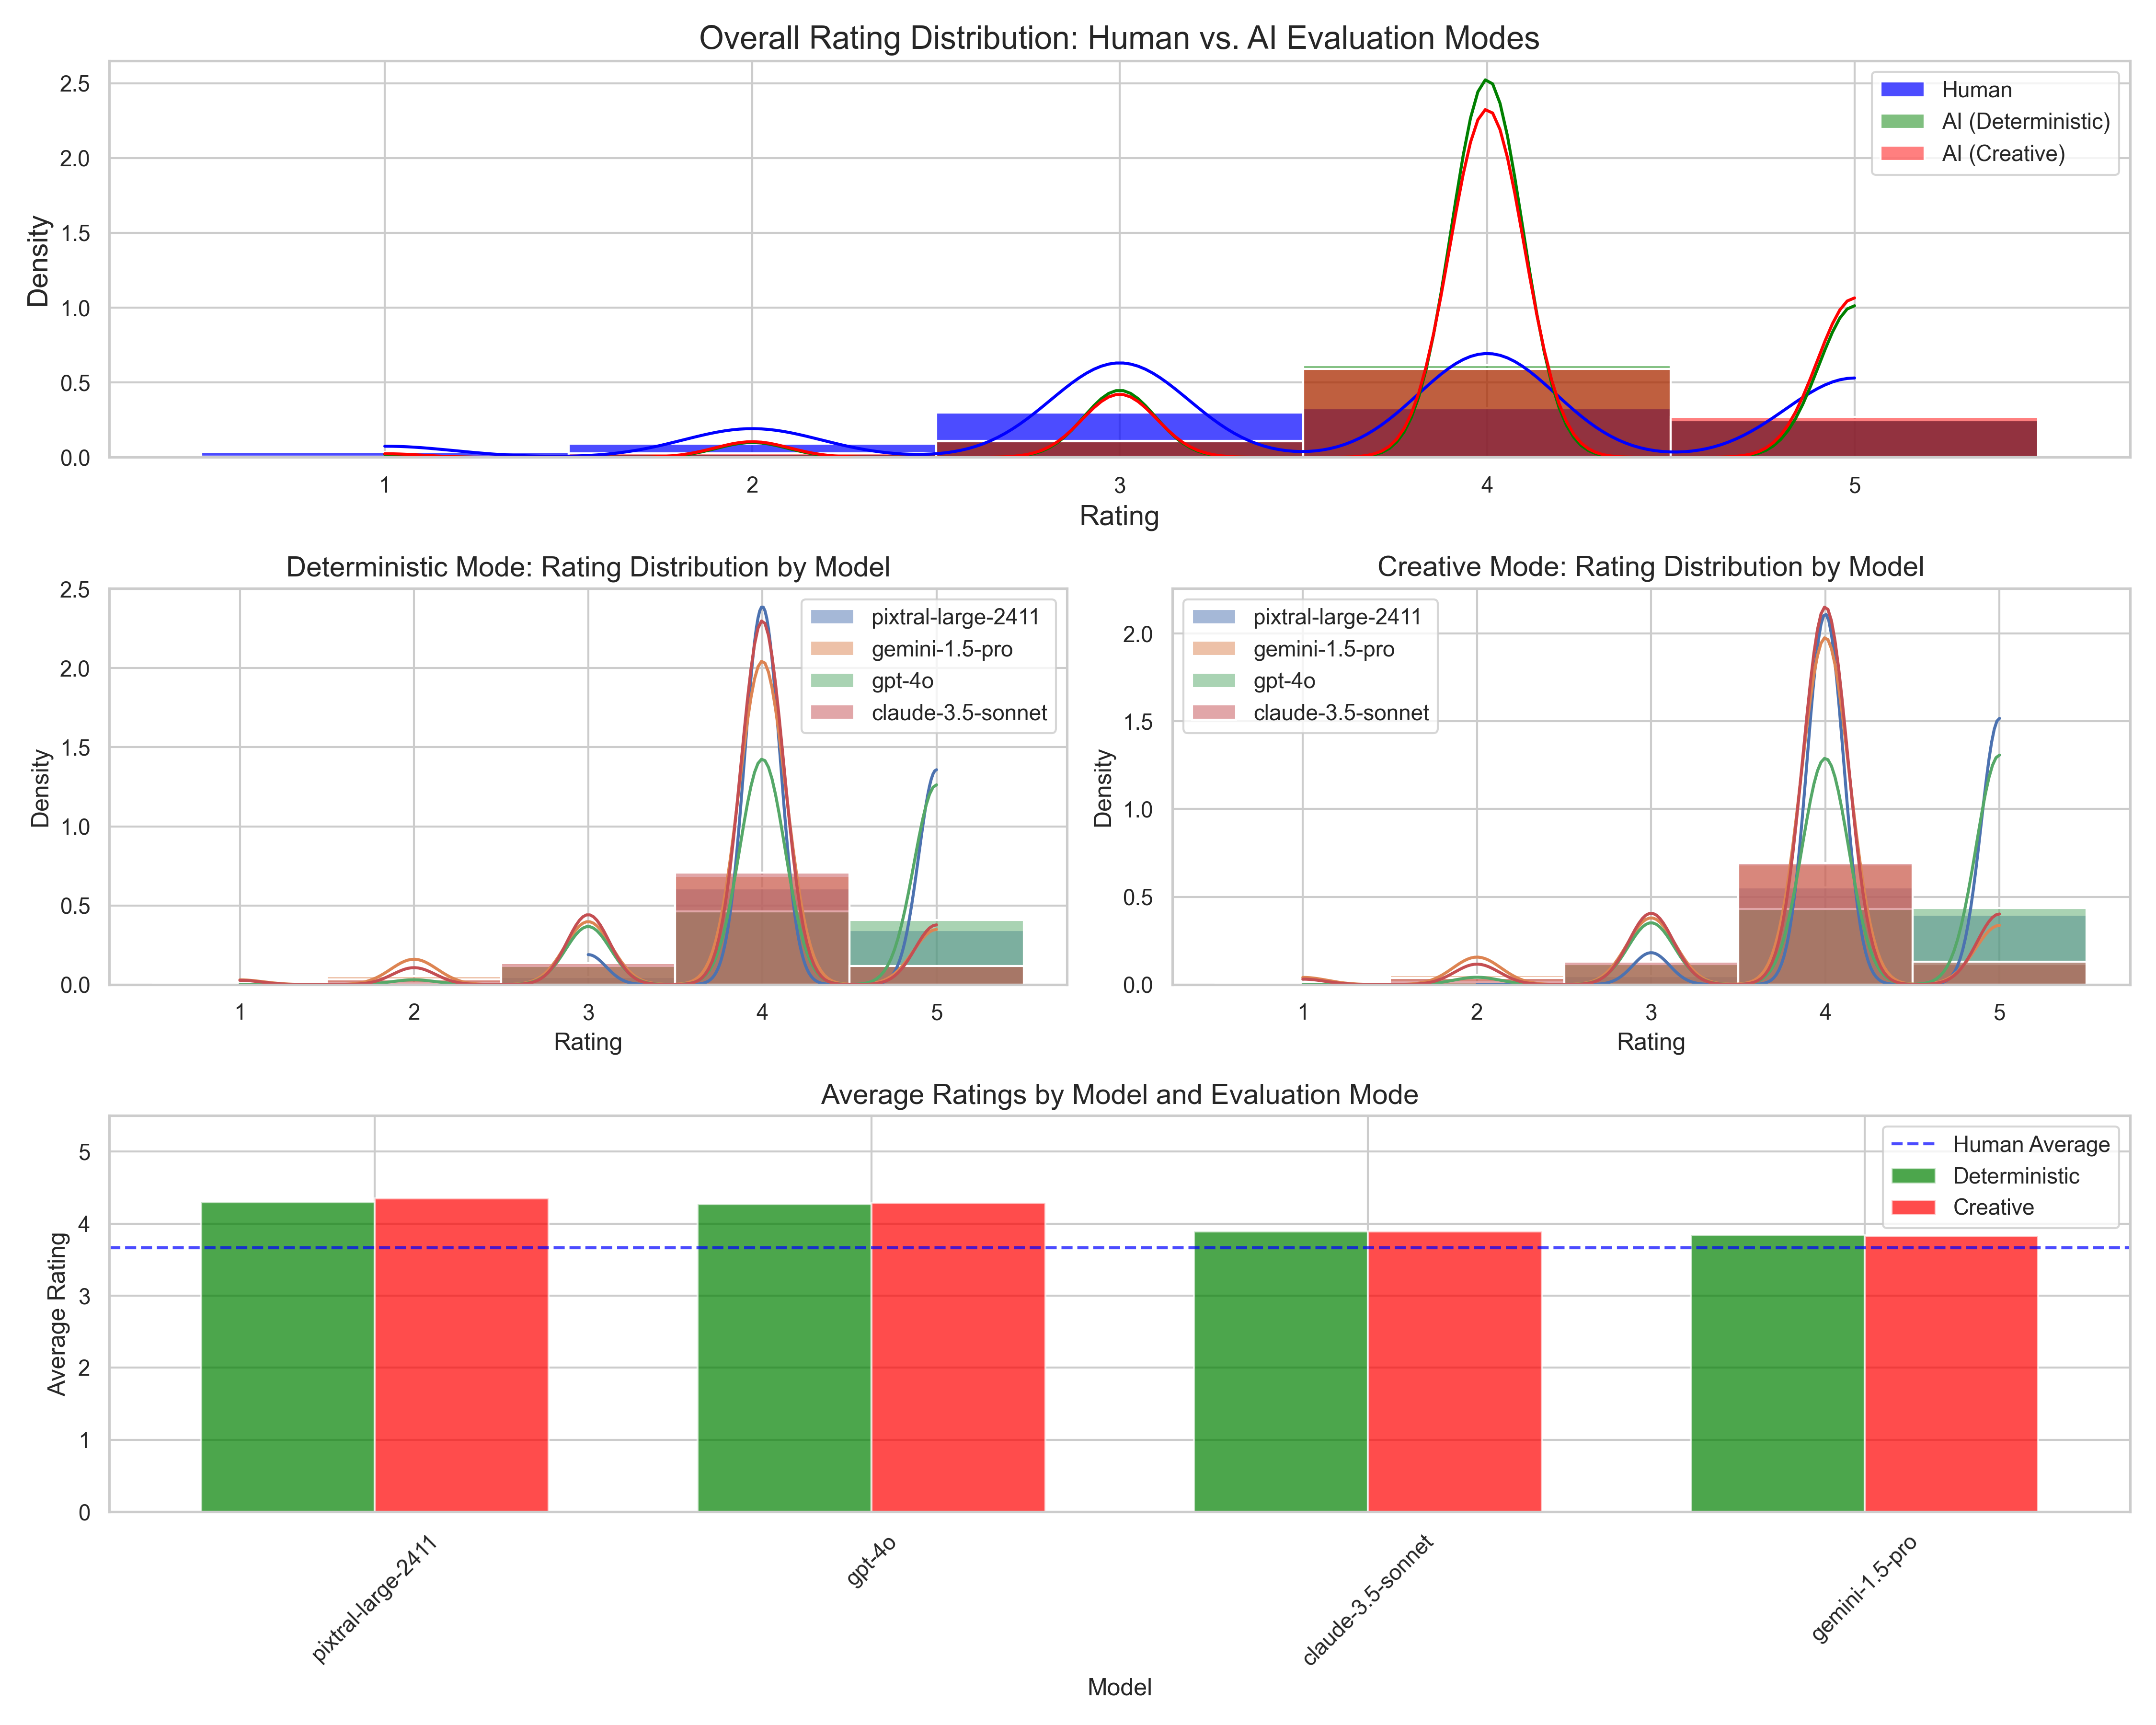 Overall Rating Distribution: Human vs. AI Evaluation Modes
Density
2.5
2.0
1.5
1.0
0.5
0.0
Human
AI (Deterministic)
AI (Creative)
1 2 3 4 5
Rating
Deterministic Mode: Rating Distribution by Model
Density
2.5
2.0
1.5
1.0
0.5
0.0
pixtral-large-2411
gemini-1.5-pro
gpt-4o
claude-3.5-sonnet
1 2 3 4 5
Rating
Creative Mode: Rating Distribution by Model
Density
2.0
1.5
1.0
0.5
0.0
pixtral-large-2411
gemini-1.5-pro
gpt-4o
claude-3.5-sonnet
1 2 3 4 5
Rating
Average Ratings by Model and Evaluation Mode
Average Rating
5
4
3
2
1
0
Human Average
Deterministic
Creative
pixtral-large-2411
gpt-4o
claude-3.5-sonnet
gemini-1.5-pro
Model